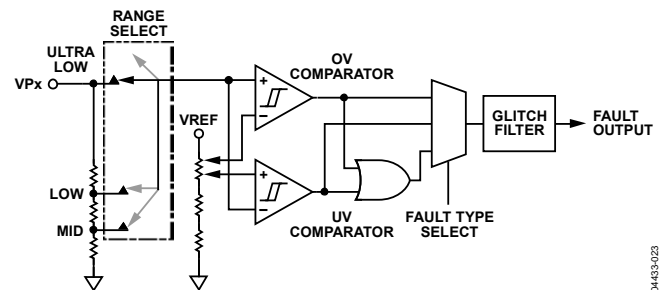 RANGE
SELECT
ULTRA
LOW
VPx
LOW
MID
VREF
OV
COMPARATOR
+
−
+
−
UV
COMPARATOR
FAULT TYPE
SELECT
GLITCH
FILTER
FAULT
OUTPUT
04433-023